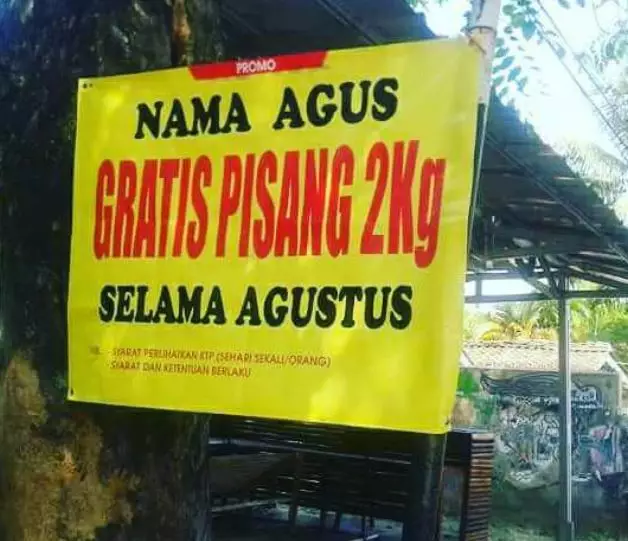 PROMO
NAMA AGUS
GRATIS PISANG 2Kg
SELAMA AGUSTUS
- SYARAT PERLIHATKAN KTP (SEHARI SEKALI/ORANG)
- SYARAT DAN KETENTUAN BERLAKU